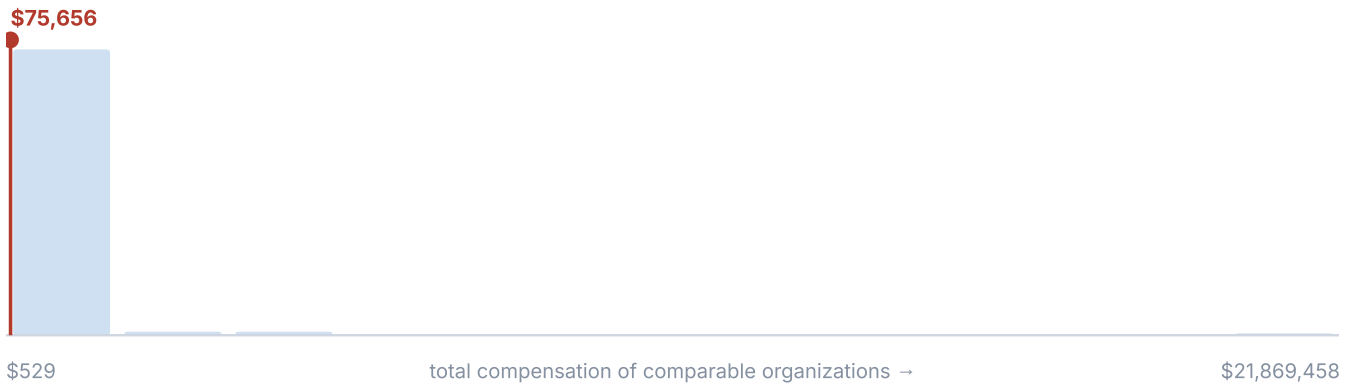 $75,656
$529
total compensation of comparable organizations →
$21,869,458